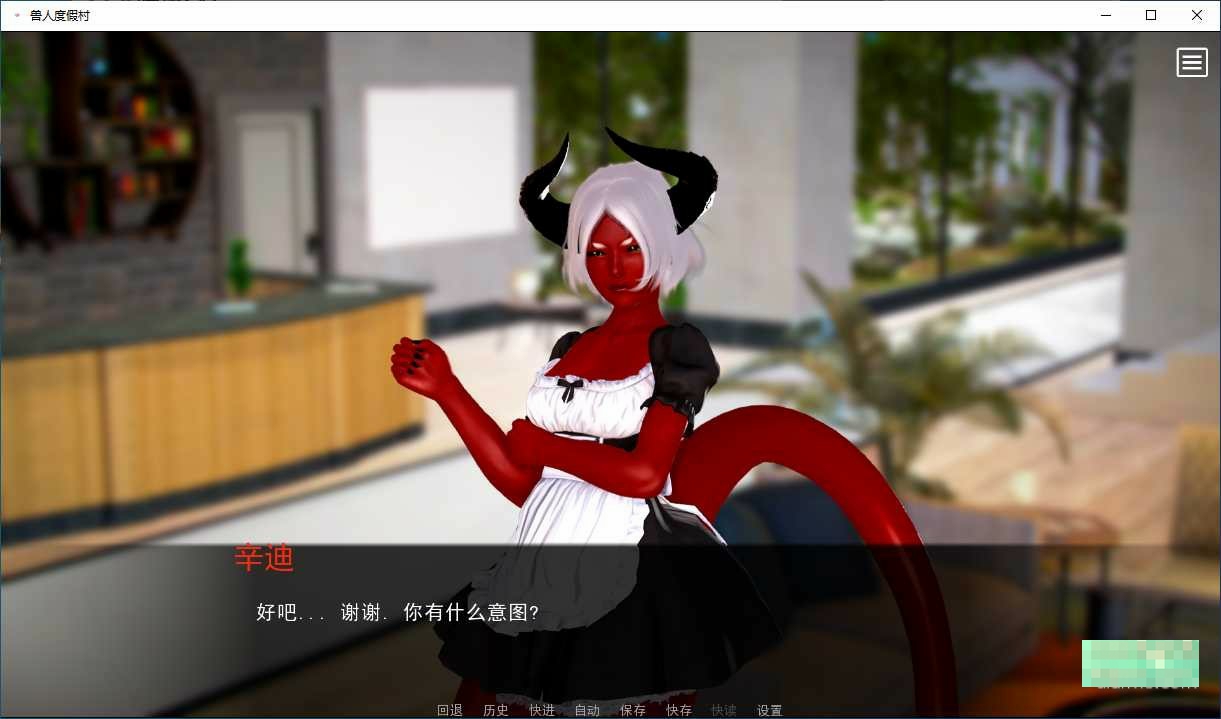 兽人度假村
辛迪
好吧... 谢谢. 你有什么意图?
回退 历史 快进 自动 保存 快存 快读 设置